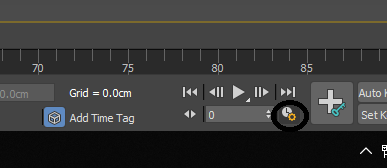 70 75 80 85
0.0cm Grid = 0.0cm Auto K
Add Time Tag 0 Set K